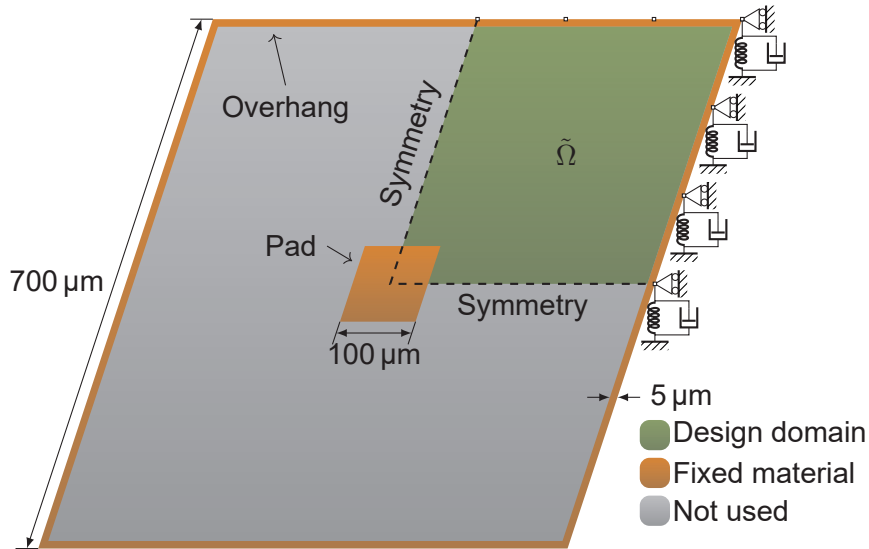 Overhang
Symmetry
Ω̃
Pad
700 µm
Symmetry
100 µm
5 µm
Design domain
Fixed material
Not used